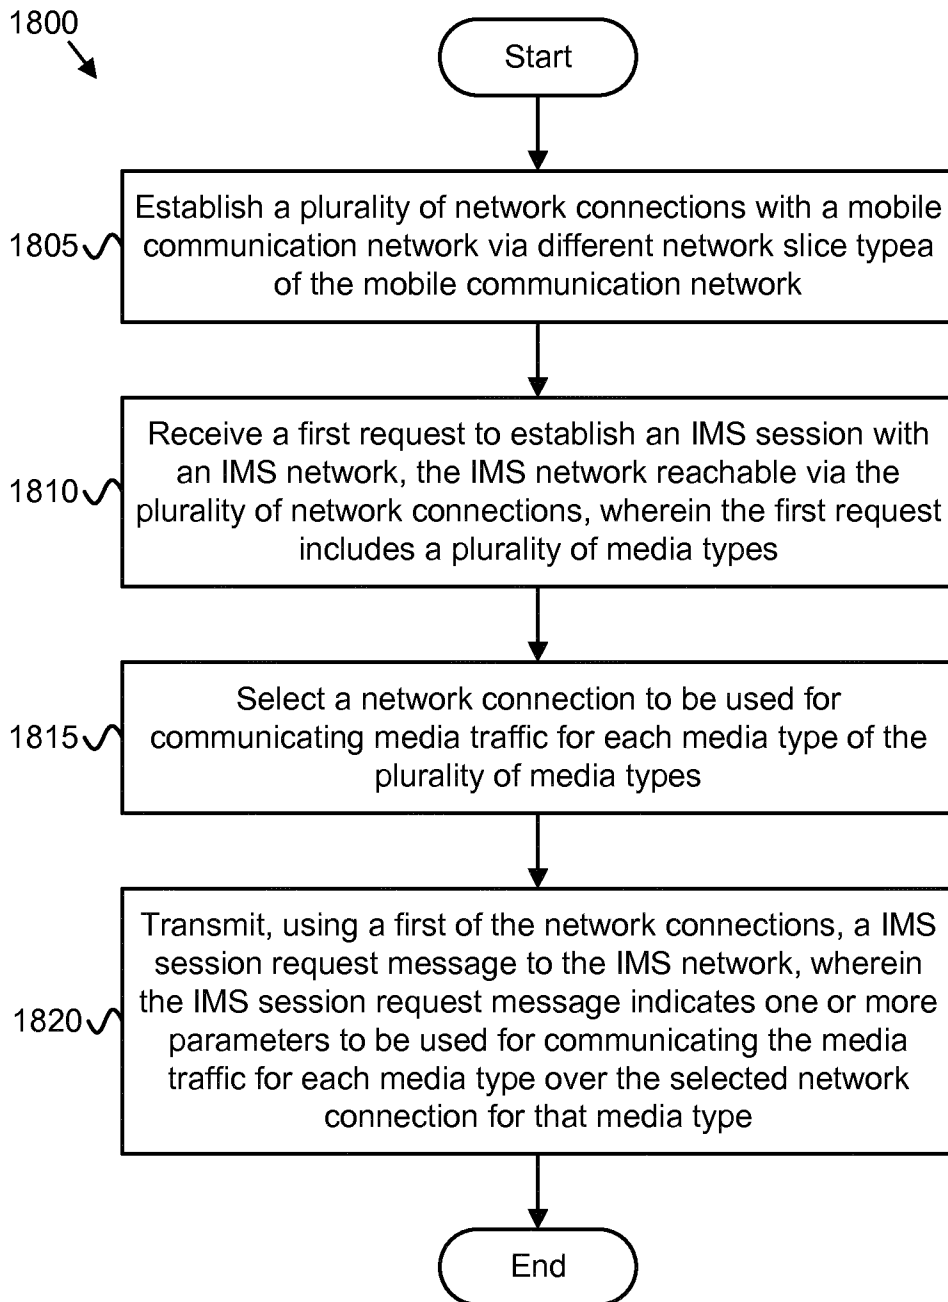 1800
Start
1805
Establish a plurality of network connections with a mobile
communication network via different network slice typea
of the mobile communication network
1810
Receive a first request to establish an IMS session with
an IMS network, the IMS network reachable via the
plurality of network connections, wherein the first request
includes a plurality of media types
1815
Select a network connection to be used for
communicating media traffic for each media type of the
plurality of media types
1820
Transmit, using a first of the network connections, a IMS
session request message to the IMS network, wherein
the IMS session request message indicates one or more
parameters to be used for communicating the media
traffic for each media type over the selected network
connection for that media type
End